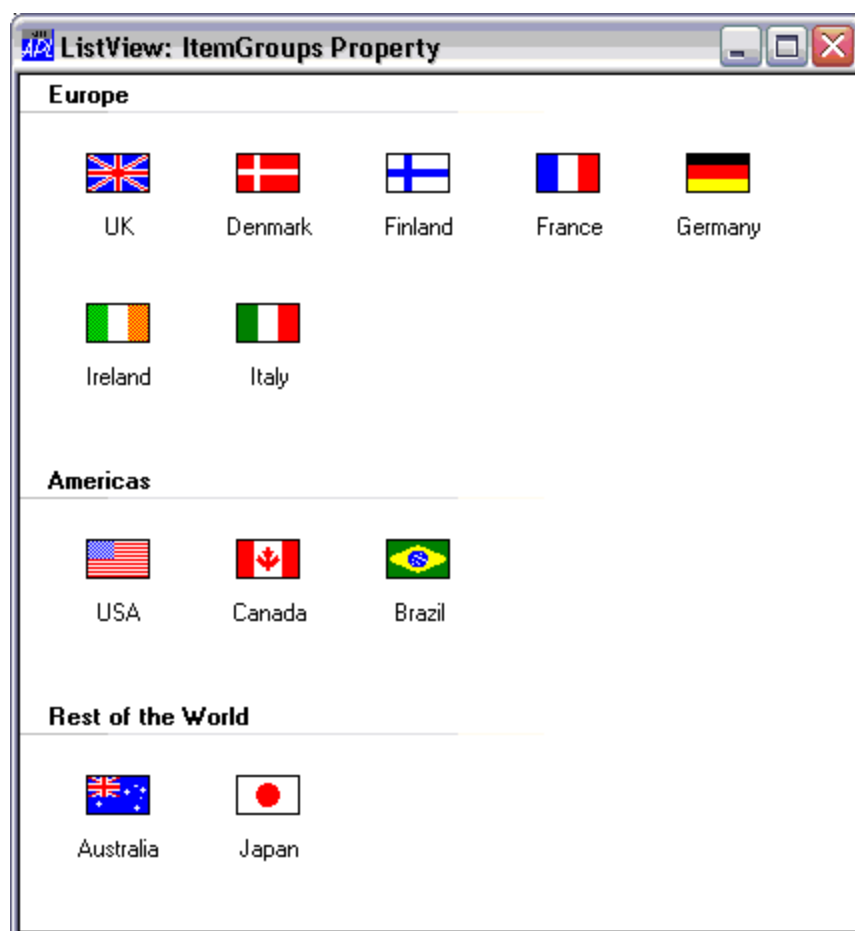 APL ListView: ItemGroups Property
Europe
UK Denmark Finland France Germany
Ireland Italy
Americas
USA Canada Brazil
Rest of the World
Australia Japan